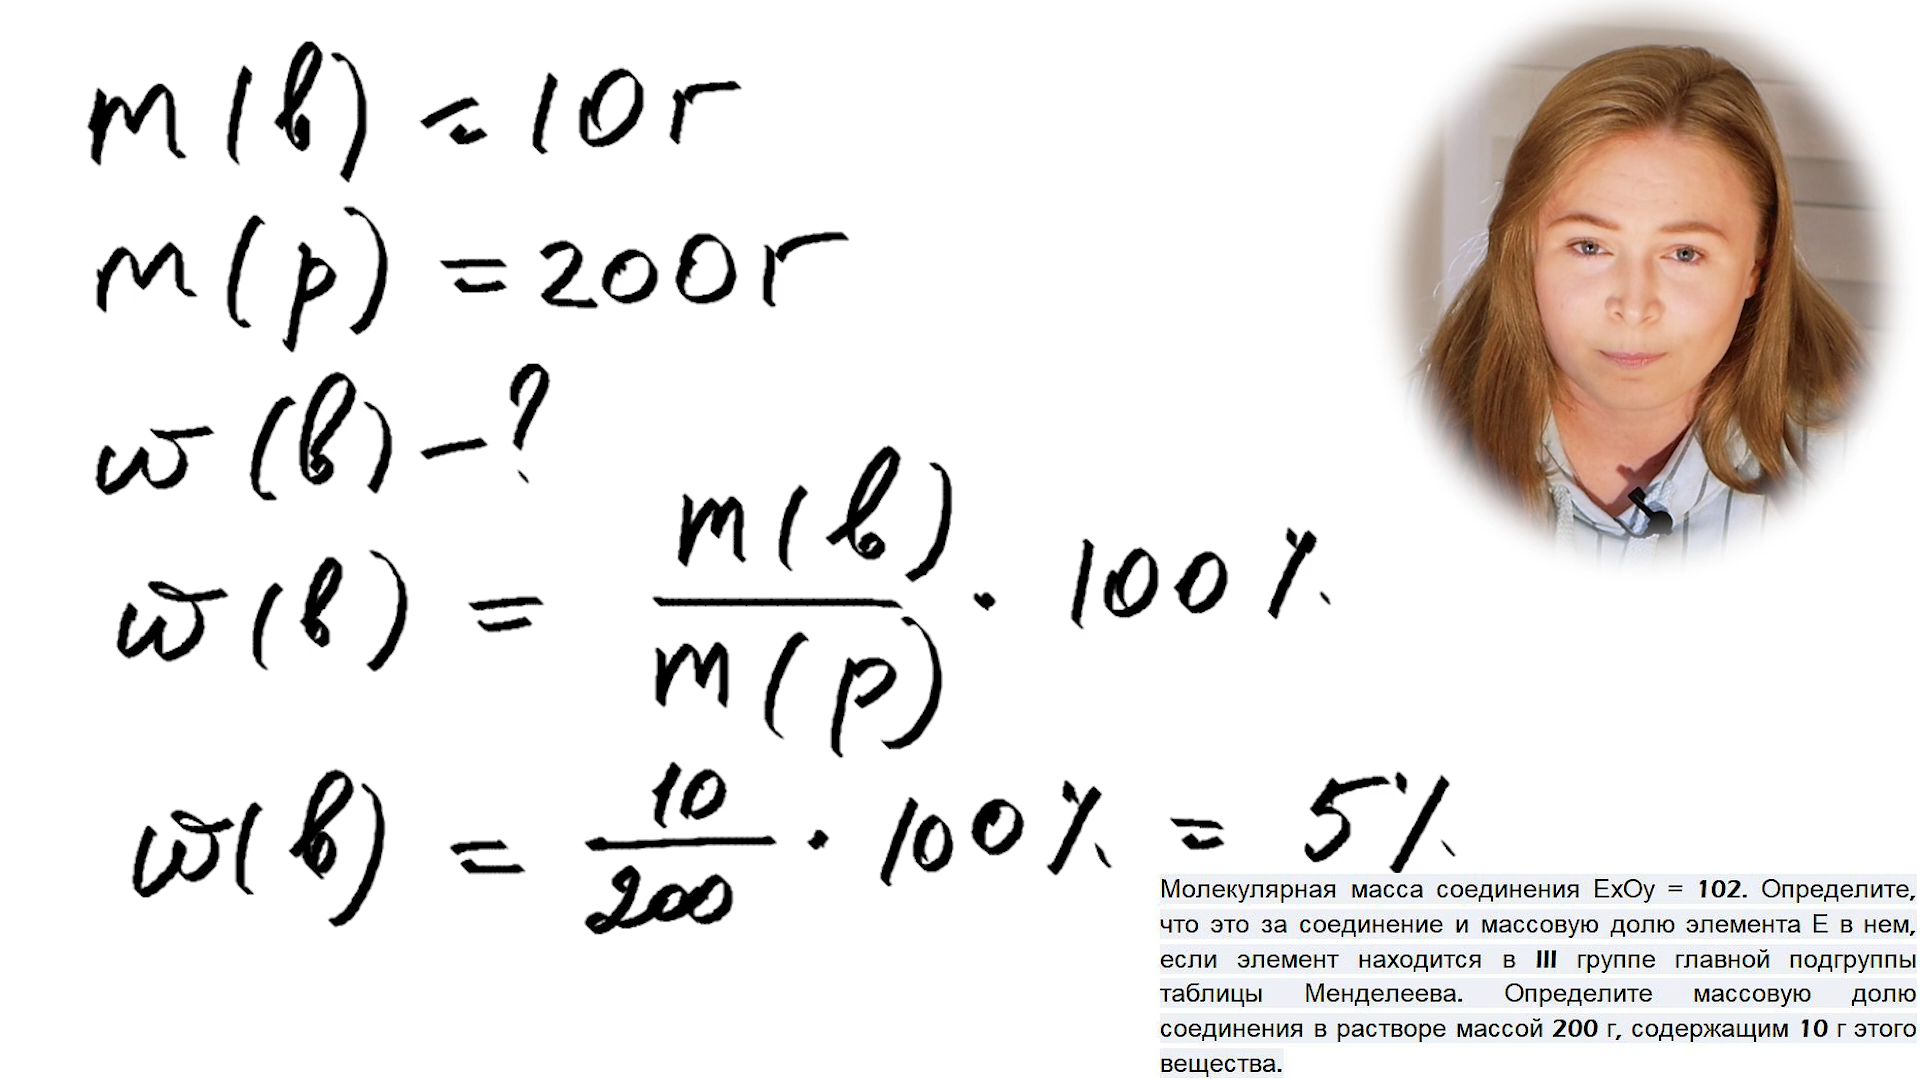 m(в) = 10г
m(р) = 200г
w(в) - ?
w(в) = m(в) / m(р) · 100%
w(в) = 10 / 200 · 100% = 5%
Молекулярная масса соединения ExOy = 102. Определите,
что это за соединение и массовую долю элемента Е в нем,
если элемент находится в III группе главной подгруппы
таблицы Менделеева. Определите массовую долю
соединения в растворе массой 200 г, содержащим 10 г этого
вещества.